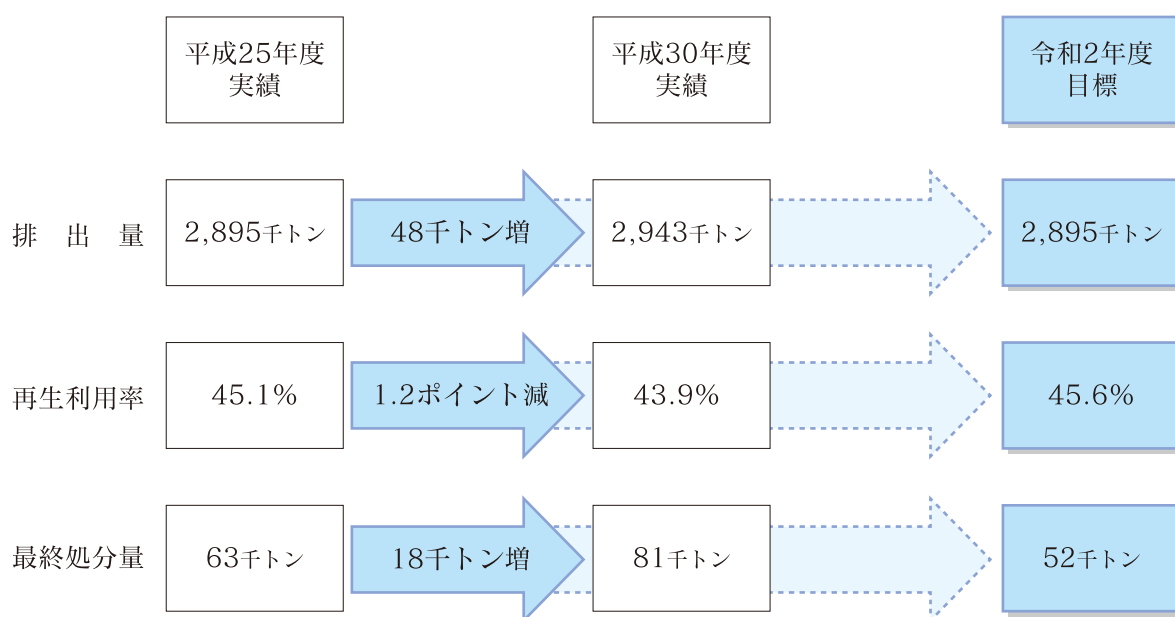 平成25年度
実績
平成30年度
実績
令和2年度
目標
排出量
2,895千トン
48千トン増
2,943千トン
2,895千トン
再生利用率
45.1%
1.2ポイント減
43.9%
45.6%
最終処分量
63千トン
18千トン増
81千トン
52千トン